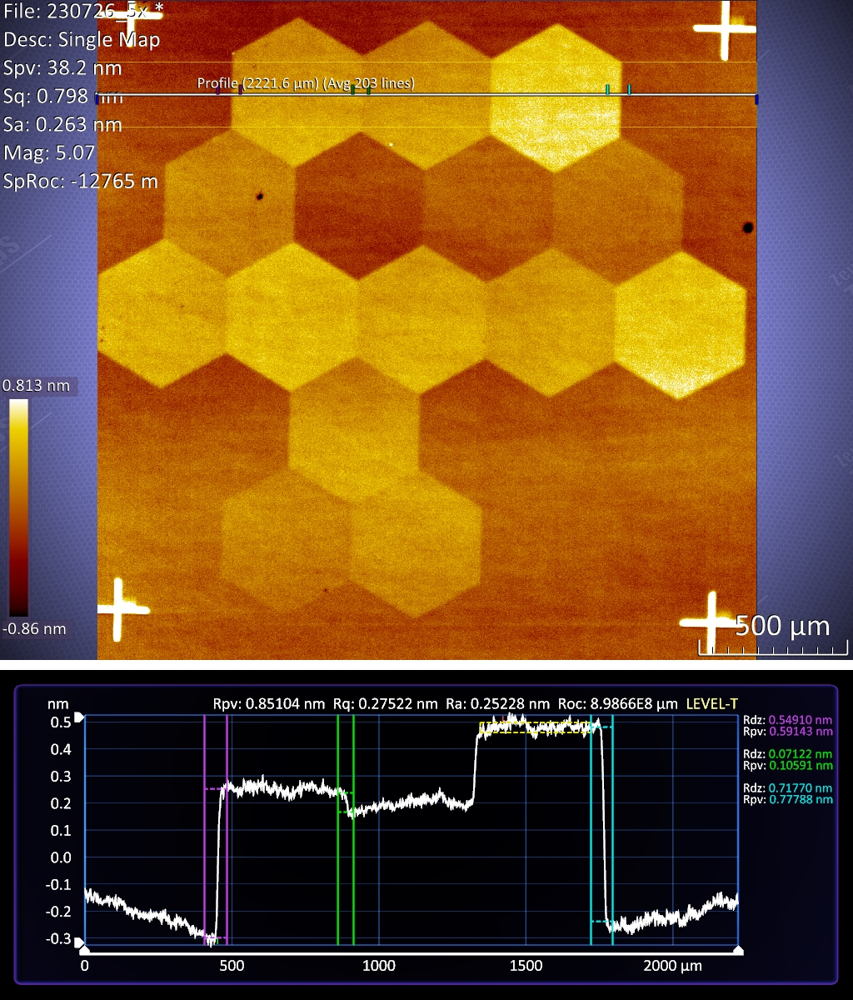 File: 230726_5x *
Desc: Single Map
Spv: 38.2 nm
Sq: 0.798 nm
Sa: 0.263 nm
Mag: 5.07
SpRoc: -12765 m
Profile (2221.6 µm) (Avg 203 lines)
0.813 nm
-0.86 nm
500 µm
nm
Rpv: 0.85104 nm Rq: 0.27522 nm Ra: 0.25228 nm Roc: 8.9866E8 µm LEVEL-T
0.5
0.4
0.3
0.2
0.1
0.0
-0.1
-0.2
-0.3
0 500 1000 1500 2000 µm
Rdz: 0.54910 nm
Rpv: 0.59143 nm
Rdz: 0.07122 nm
Rpv: 0.10591 nm
Rdz: 0.71770 nm
Rpv: 0.77788 nm